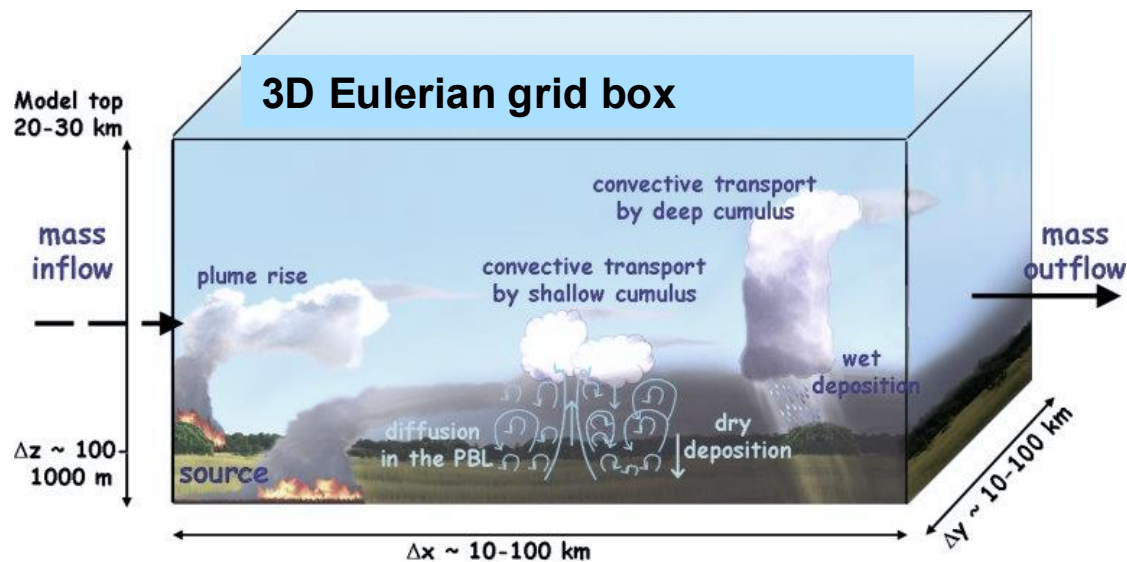 3D Eulerian grid box
Model top
20-30 km
mass
inflow
plume rise
convective transport
by shallow cumulus
convective transport
by deep cumulus
mass
outflow
wet
deposition
diffusion
in the PBL
dry
deposition
Δz ~ 100-
1000 m
source
Δx ~ 10-100 km
Δy ~ 10-100 km